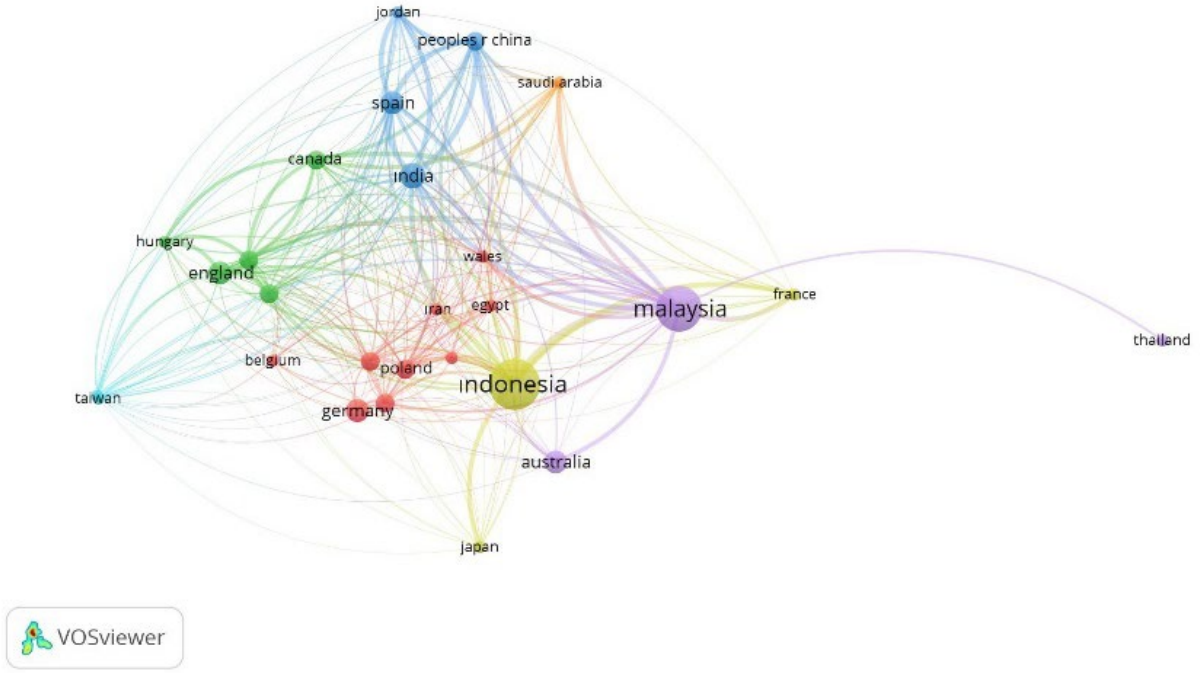 jordan
peoples r china
saudi arabia
spain
canada
india
hungary
wales
england
france
egypt
iran
malaysia
thailand
belgium
poland
indonesia
taiwan
germany
australia
japan
VOSviewer